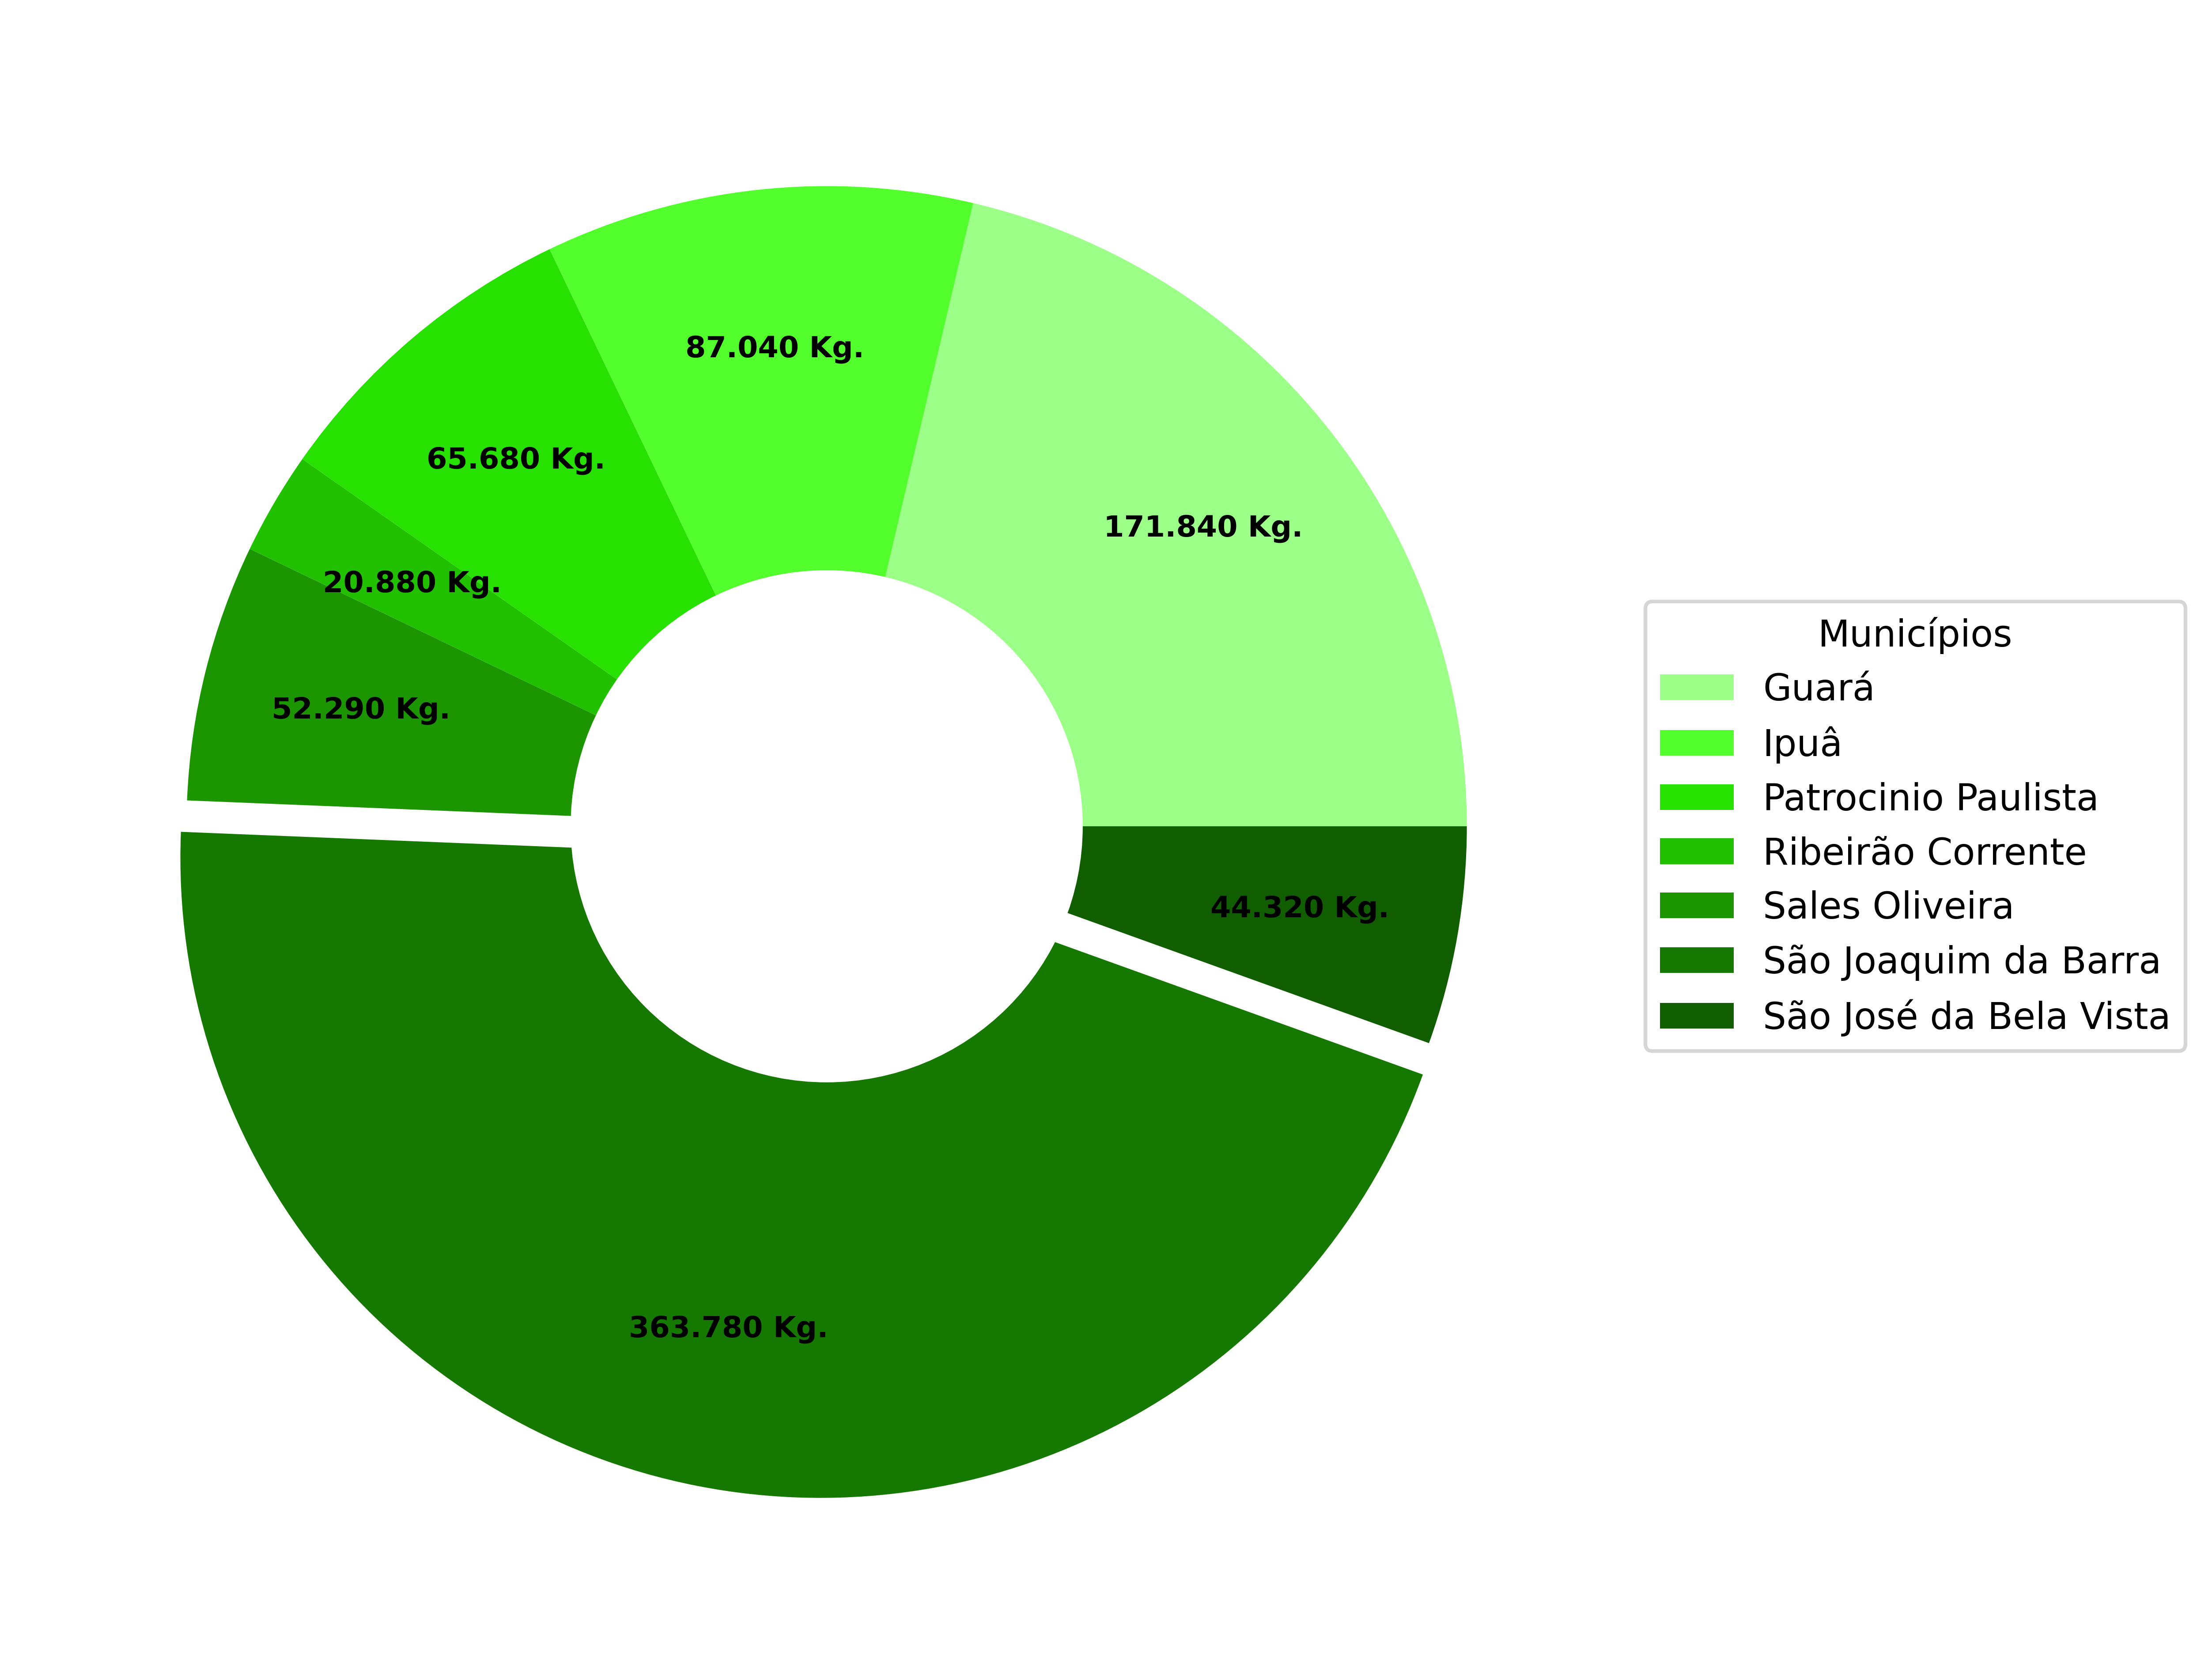 87.040 Kg.
65.680 Kg.
171.840 Kg.
20.880 Kg.
52.290 Kg.
44.320 Kg.
363.780 Kg.
Municípios
Guará
Ipuâ
Patrocinio Paulista
Ribeirão Corrente
Sales Oliveira
São Joaquim da Barra
São José da Bela Vista